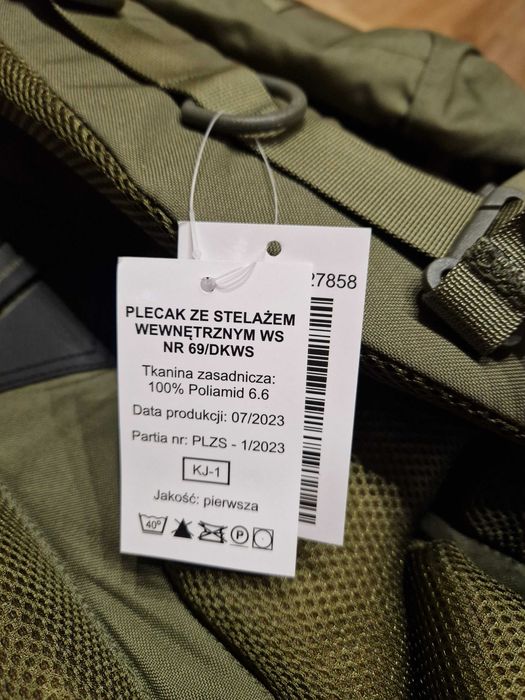 27858
PLECAK ZE STELAŻEM
WEWNĘTRZNYM WS
NR 69/DKWS
Tkanina zasadnicza:
100% Poliamid 6.6
Data produkcji: 07/2023
Partia nr: PLZS - 1/2023
KJ-1
Jakość: pierwsza
40°
P